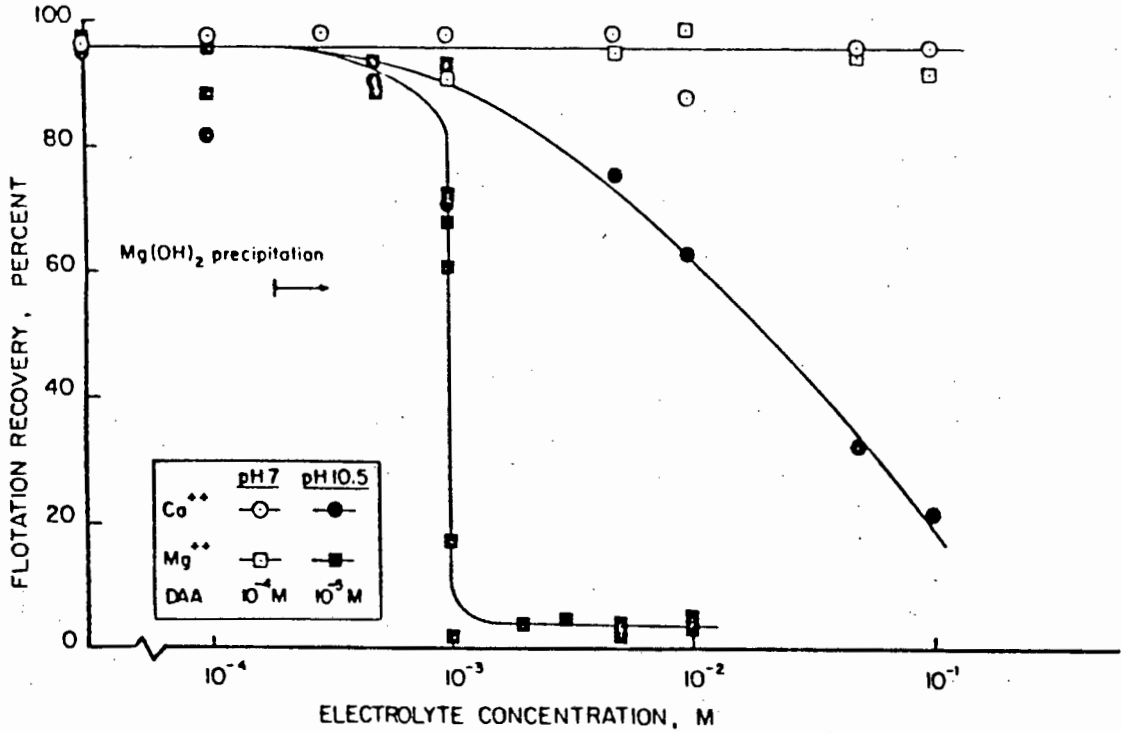 100
80
60
40
20
0
FLOTATION RECOVERY, PERCENT
Mg(OH)₂ precipitation
pH 7 pH 10.5
Ca⁺⁺
Mg⁺⁺
DAA 10⁻⁴ M 10⁻⁵ M
10⁻⁴ 10⁻³ 10⁻² 10⁻¹
ELECTROLYTE CONCENTRATION, M